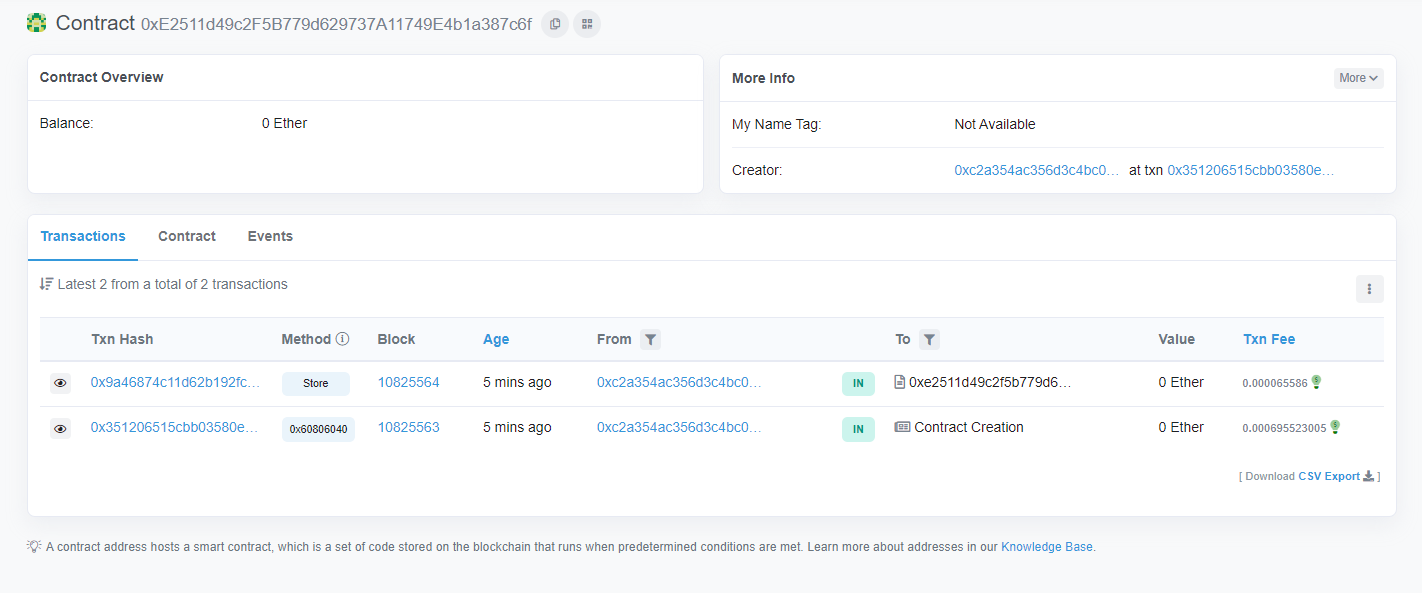 Contract 0xE2511d49c2F5B779d629737A11749E4b1a387c6f
Contract Overview
Balance: 0 Ether
More Info More
My Name Tag: Not Available
Creator: 0xc2a354ac356d3c4bc0... at txn 0x351206515cbb03580e...
Transactions Contract Events
Latest 2 from a total of 2 transactions
Txn Hash Method Block Age From To Value Txn Fee
0x9a46874c11d62b192fc... Store 10825564 5 mins ago 0xc2a354ac356d3c4bc0... IN 0xe2511d49c2f5b779d6... 0 Ether 0.000065586
0x351206515cbb03580e... 0x60806040 10825563 5 mins ago 0xc2a354ac356d3c4bc0... IN Contract Creation 0 Ether 0.000695523005
[ Download CSV Export ]
A contract address hosts a smart contract, which is a set of code stored on the blockchain that runs when predetermined conditions are met. Learn more about addresses in our Knowledge Base.